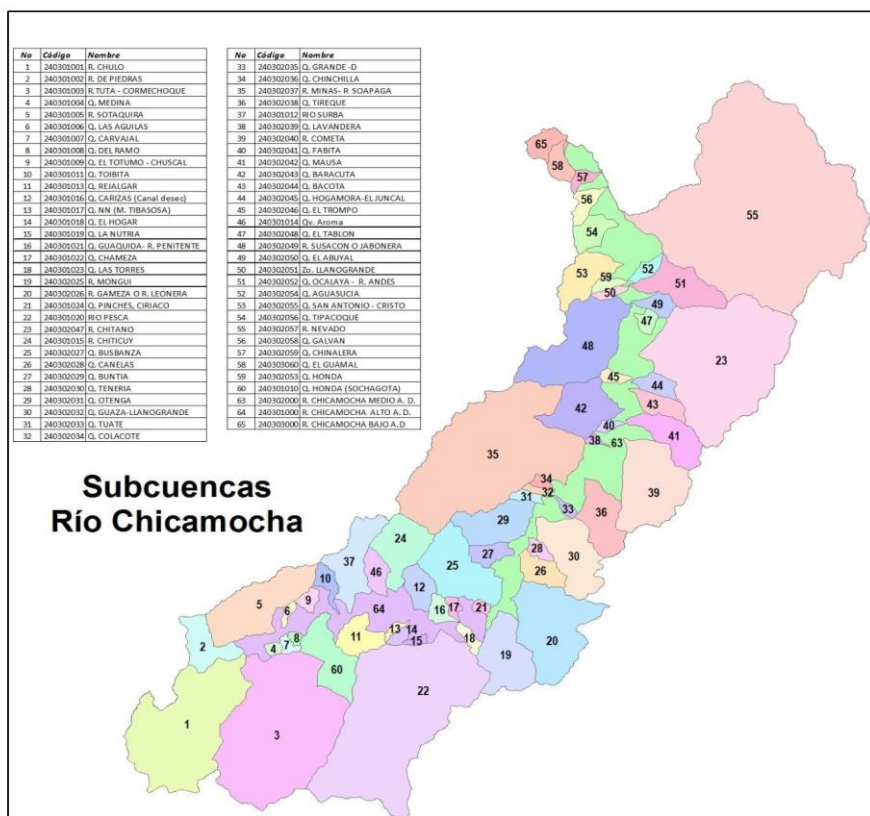 No Código Nombre
1 240301001 R. CHULO
2 240301002 R. DE PIEDRAS
3 240301003 R.TUTA - CORMECHOQUE
4 240301004 Q. MEDINA
5 240301005 R. SOTAQUIRA
6 240301006 Q. LAS AGUILAS
7 240301007 Q. CARVAJAL
8 240301008 Q. DEL RAMO
9 240301009 Q. EL TOTUMO - CHUSCAL
10 240301011 Q. TOIBITA
11 240301013 Q. REJALGAR
12 240301016 Q. CARIZAS (Canal desec)
13 240301017 Q. NN (M. TIBASOSA)
14 240301018 Q. EL HOGAR
15 240301019 Q. LA NUTRIA
16 240301021 Q. GUAQUIDA- R. PENITENTE
17 240301022 Q. CHAMEZA
18 240301023 Q. LAS TORRES
19 240302025 R. MONGUI
20 240302026 R. GAMEZA O R. LEONERA
21 240301024 Q. PINCHES, CIRIACO
22 240301020 RIO PESCA
23 240302047 R. CHITANO
24 240301015 R. CHITICUY
25 240302027 Q. BUSBANZA
26 240302028 Q. CANELAS
27 240302029 Q. BUNTIA
28 240302030 Q. TENERIA
29 240302031 Q. OTENGA
30 240302032 Q. GUAZA-LLANOGRANDE
31 240302033 Q. TUATE
32 240302034 Q. COLACOTE
No Código Nombre
33 240302035 Q. GRANDE -D
34 240302036 Q. CHINCHILLA
35 240302037 R. MINAS- R SOAPAGA
36 240302038 Q. TIREQUE
37 240301012 RIO SURBA
38 240302039 Q. LAVANDERA
39 240302040 R. COMETA
40 240302041 Q. FABITA
41 240302042 Q. MAUSA
42 240302043 Q. BARACUTA
43 240302044 Q. BACOTA
44 240302045 Q. HOGAMORA-EL JUNCAL
45 240302046 Q. EL TROMPO
46 240301014 Qv. Aroma
47 240302048 Q. EL TABLON
48 240302049 R. SUSACON O JABONERA
49 240302050 Q. EL ABUYAL
50 240302051 Zo. LLANOGRANDE
51 240302052 Q. OCALAYA - R. ANDES
52 240302054 Q. AGUASUCIA
53 240302055 Q. SAN ANTONIO - CRISTO
54 240302056 Q. TIPACOQUE
55 240302057 R. NEVADO
56 240302058 Q. GALVAN
57 240302059 Q. CHINALERA
58 240303060 Q. EL GUAMAL
59 240302053 Q. HONDA
60 240301010 Q. HONDA (SOCHAGOTA)
63 240302000 R. CHICAMOCHA MEDIO A. D.
64 240301000 R. CHICAMOCHA ALTO A. D.
65 240303000 R. CHICAMOCHA BAJO A.D
Subcuencas
Río Chicamocha
65
58
57
56
55
54
53
59
52
50
51
49
47
48
23
45
44
42
43
40
38
63
41
35
34
32
31
39
33
36
29
24
37
28
30
27
25
26
46
10
12
9
5
6
64
16
17
21
13
14
11
15
18
20
19
2
4
7
8
60
22
1
3